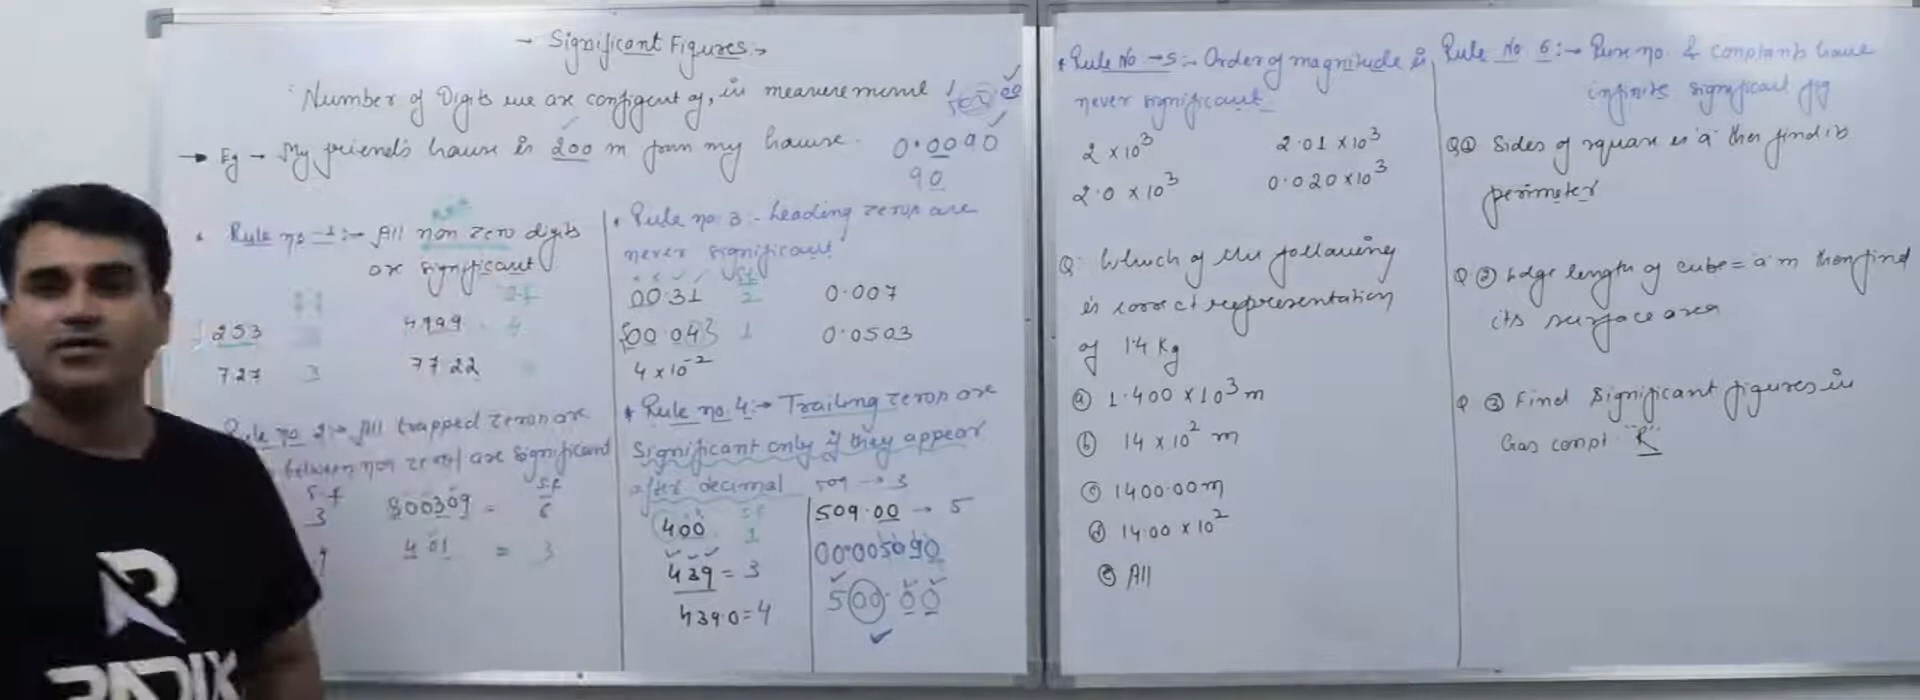 → Significant Figures →
Number of Digits we are configent of, in measurement
→ Eg → My friend's house is 200 m from my house.
0.0090
90
Rule no → 1 :→ All non zero digits
are significant
253
4999 4
727 3
7722
Rule no 2 :→ All trapped zeros are
between non zero are significant
S.f
3 800309 = 6
401 = 3
Rule no. 3 - Leading zeros are
never significant
00.31 2 0.007
00.043 0.0503
4 × 10⁻²
* Rule no. 4 :→ Trailing zeros are
Significant only if they appear
after decimal 509 → 3
400 1
439 = 3
439.0 = 4
509.00 → 5
00.005090
500.00
Rule No → 5 :- Order of magnitude is
never significant
2 × 10³ 2.01 × 10³
2.0 × 10³ 0.020 × 10³
Q: Which of the following
is correct representation
of 1.4 Kg
ⓐ 1.400 × 10³ m
ⓑ 14 × 10² m
ⓒ 1400.00 m
ⓓ 14.00 × 10²
ⓔ All
Rule No 6 :→ Pure no. & constants have
infinite significant fig
Q① Sides of square is 'a' then find its
perimeter
Q② Edge length of cube = a m then find
its surface area
Q③ Find Significant figures in
Gas const. "R"
RADIX